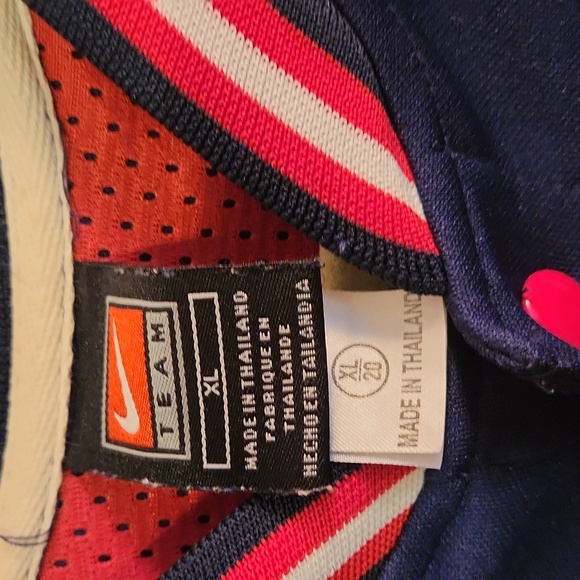 TEAM
XL
MADE IN THAILAND
FABRIQUE EN
THAILANDE
HECHO EN TAILANDIA
XL
20
MADE IN THAILAND